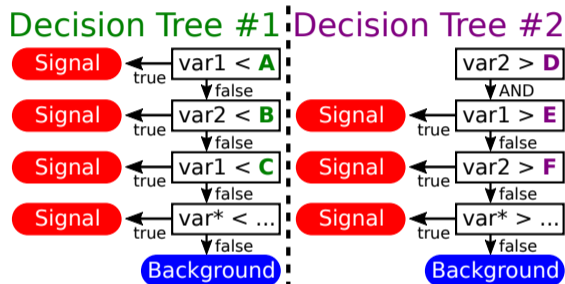 Decision Tree #1
Signal
var1 < A
true
false
Signal
var2 < B
true
false
Signal
var1 < C
true
false
Signal
var* < ...
true
false
Background
Decision Tree #2
var2 > D
AND
Signal
var1 > E
true
false
Signal
var2 > F
true
false
Signal
var* > ...
true
false
Background